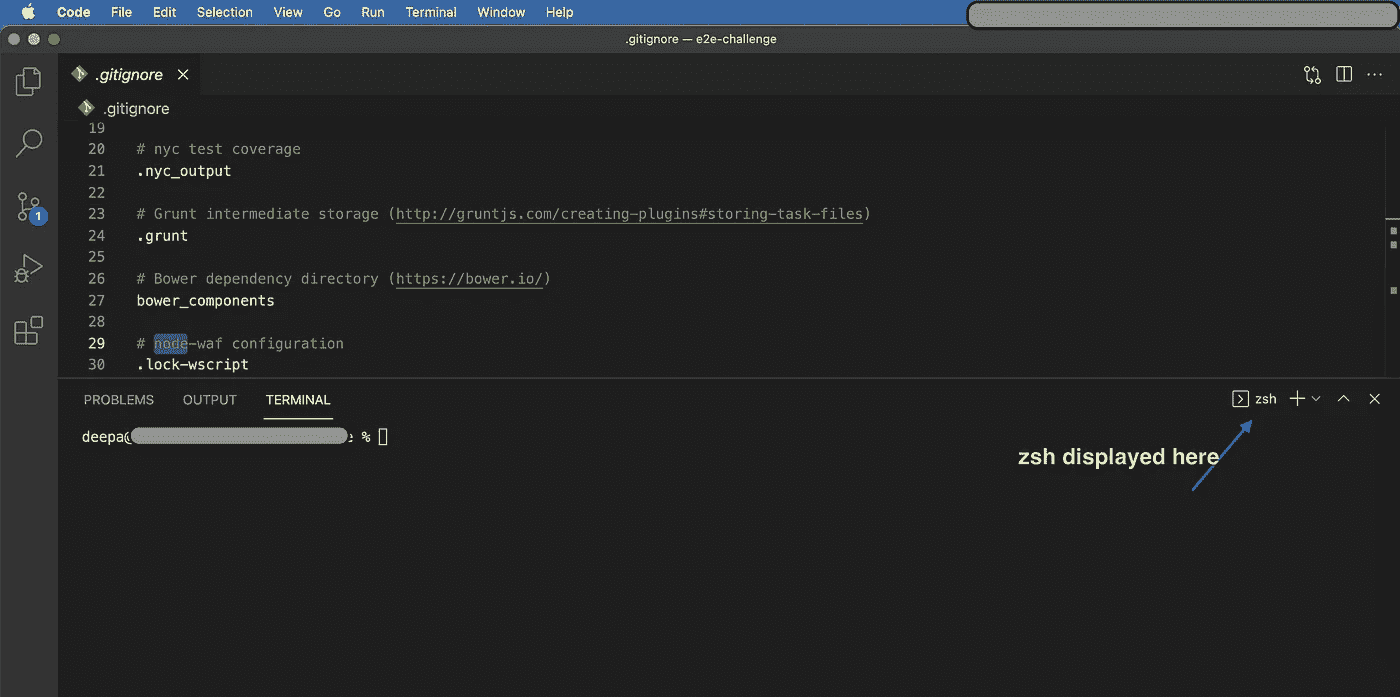 Code File Edit Selection View Go Run Terminal Window Help
.gitignore — e2e-challenge
.gitignore
.gitignore
19
20 # nyc test coverage
21 .nyc_output
22
23 # Grunt intermediate storage (http://gruntjs.com/creating-plugins#storing-task-files)
24 .grunt
25
26 # Bower dependency directory (https://bower.io/)
27 bower_components
28
29 # node-waf configuration
30 .lock-wscript
1
PROBLEMS OUTPUT TERMINAL zsh
deepa@ %
zsh displayed here